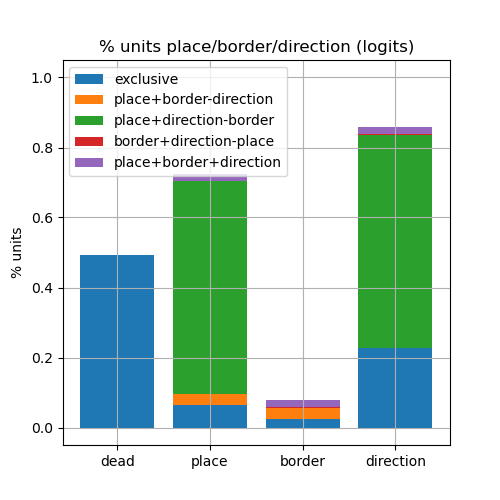 % units place/border/direction (logits)
exclusive
place+border-direction
place+direction-border
border+direction-place
place+border+direction
% units
1.0
0.8
0.6
0.4
0.2
0.0
dead place border direction